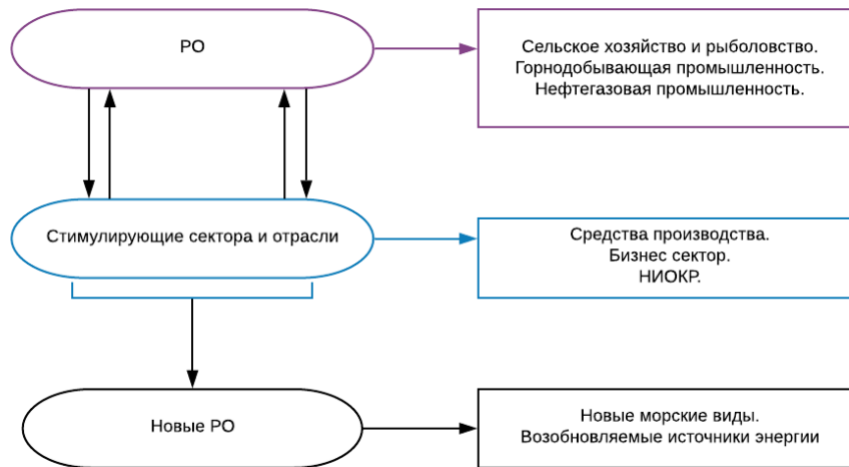 РО
Сельское хозяйство и рыболовство.
Горнодобывающая промышленность.
Нефтегазовая промышленность.
Стимулирующие сектора и отрасли
Средства производства.
Бизнес сектор.
НИОКР.
Новые РО
Новые морские виды.
Возобновляемые источники энергии